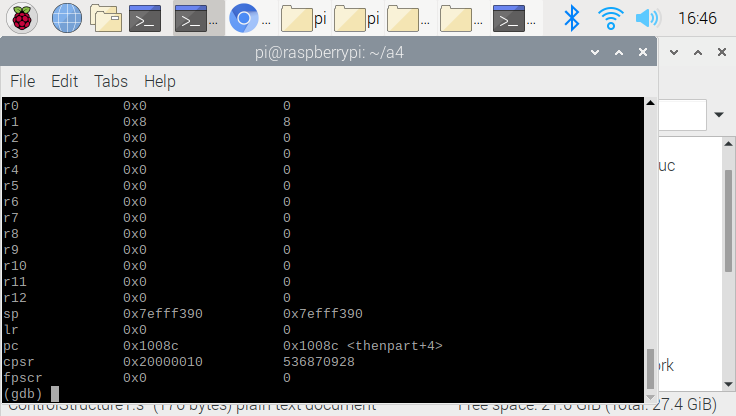 pi
pi
...
...
...
...
16:46
pi@raspberrypi: ~/a4
File Edit Tabs Help
r0 0x0 0
r1 0x8 8
r2 0x0 0
r3 0x0 0
r4 0x0 0
r5 0x0 0
r6 0x0 0
r7 0x0 0
r8 0x0 0
r9 0x0 0
r10 0x0 0
r11 0x0 0
r12 0x0 0
sp 0x7efff390 0x7efff390
lr 0x0 0
pc 0x1008c 0x1008c <thenpart+4>
cpsr 0x20000010 536870928
fpscr 0x0 0
(gdb)
uc
ork
ControlStructure1.s" (170 bytes) plain text document Free space: 21.0 GiB (Total: 27.4 GiB)